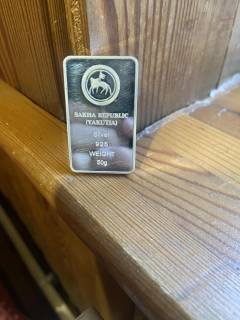 SAKHA REPUBLIC
(YAKUTIA)
Silver
925
WEIGHT
50g